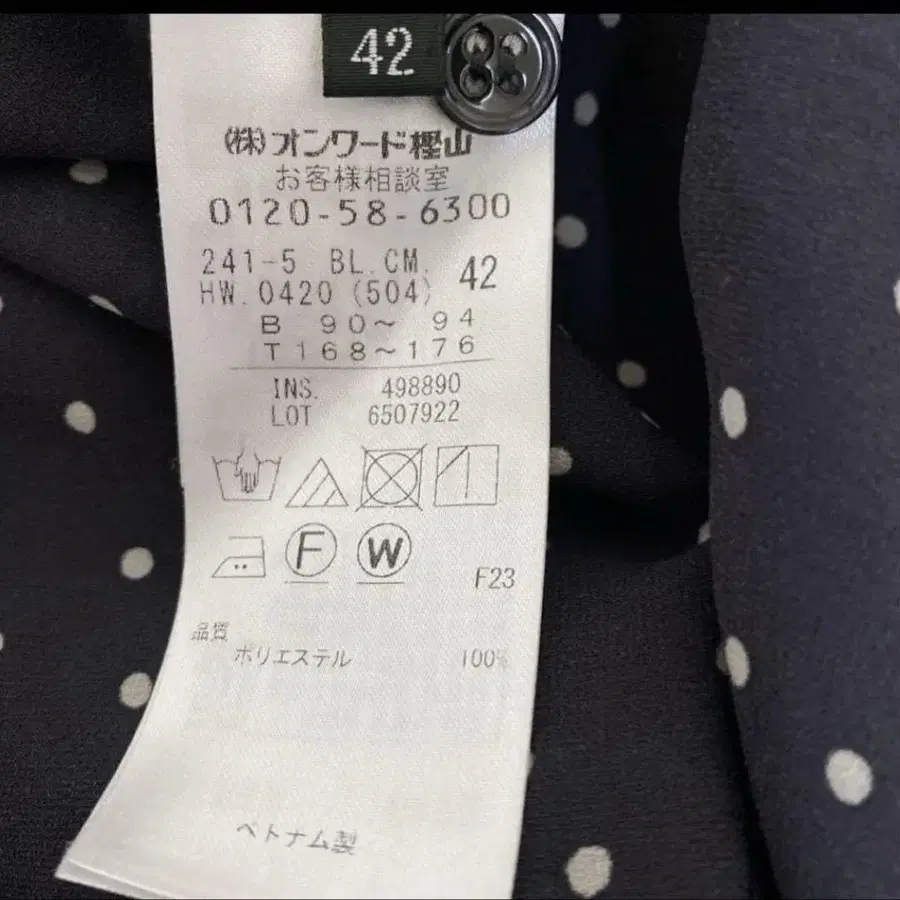 42
(株)オンワード樫山
お客様相談室
0120-58-6300
241-5 BL.CM. 42
HW.0420 (504)
B 90～ 94
T168～176
INS. 498890
LOT 6507922
F W
F23
品質
ポリエステル 100%
ベトナム製